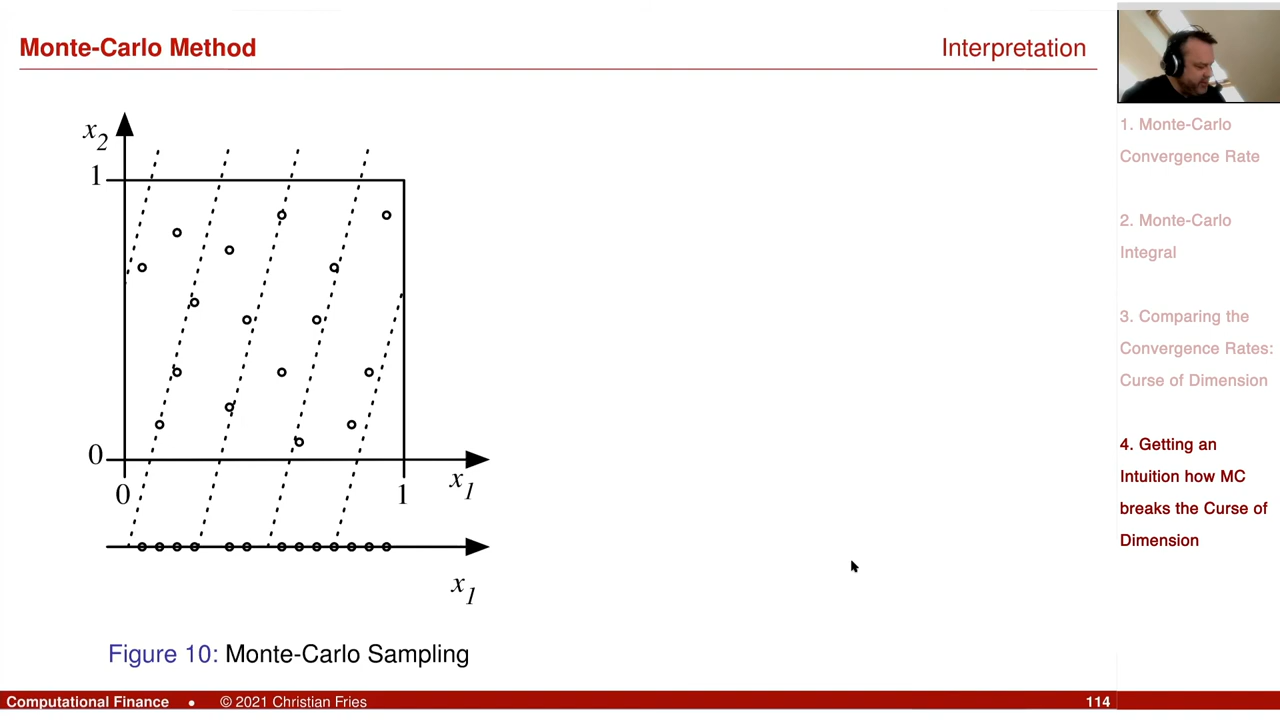 Monte-Carlo Method
Interpretation
x2
1
0
0
x1
1
x1
Figure 10: Monte-Carlo Sampling
1. Monte-Carlo
Convergence Rate
2. Monte-Carlo
Integral
3. Comparing the
Convergence Rates:
Curse of Dimension
4. Getting an
Intuition how MC
breaks the Curse of
Dimension
Computational Finance • © 2021 Christian Fries
114